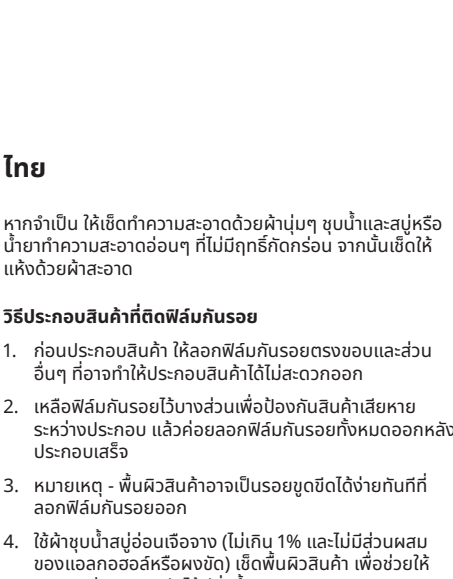 ไทย
หากจำเป็น ให้เช็ดทำความสะอาดด้วยผ้านุ่มๆ ชุบน้ำและสบู่หรือ
น้ำยาทำความสะอาดอ่อนๆ ที่ไม่มีฤทธิ์กัดกร่อน จากนั้นเช็ดให้
แห้งด้วยผ้าสะอาด
วิธีประกอบสินค้าที่ติดฟิล์มกันรอย
1. ก่อนประกอบสินค้า ให้ลอกฟิล์มกันรอยตรงขอบและส่วน
อื่นๆ ที่อาจทำให้ประกอบสินค้าได้ไม่สะดวกออก
2. เหลือฟิล์มกันรอยไว้บางส่วนเพื่อป้องกันสินค้าเสียหาย
ระหว่างประกอบ แล้วค่อยลอกฟิล์มกันรอยทั้งหมดออกหลัง
ประกอบเสร็จ
3. หมายเหตุ - พื้นผิวสินค้าอาจเป็นรอยขูดขีดได้ง่ายทันทีที่
ลอกฟิล์มกันรอยออก
4. ใช้ผ้าชุบน้ำสบู่อ่อนเจือจาง (ไม่เกิน 1% และไม่มีส่วนผสม
ของแอลกอฮอล์หรือผงขัด) เช็ดพื้นผิวสินค้า เพื่อช่วยให้